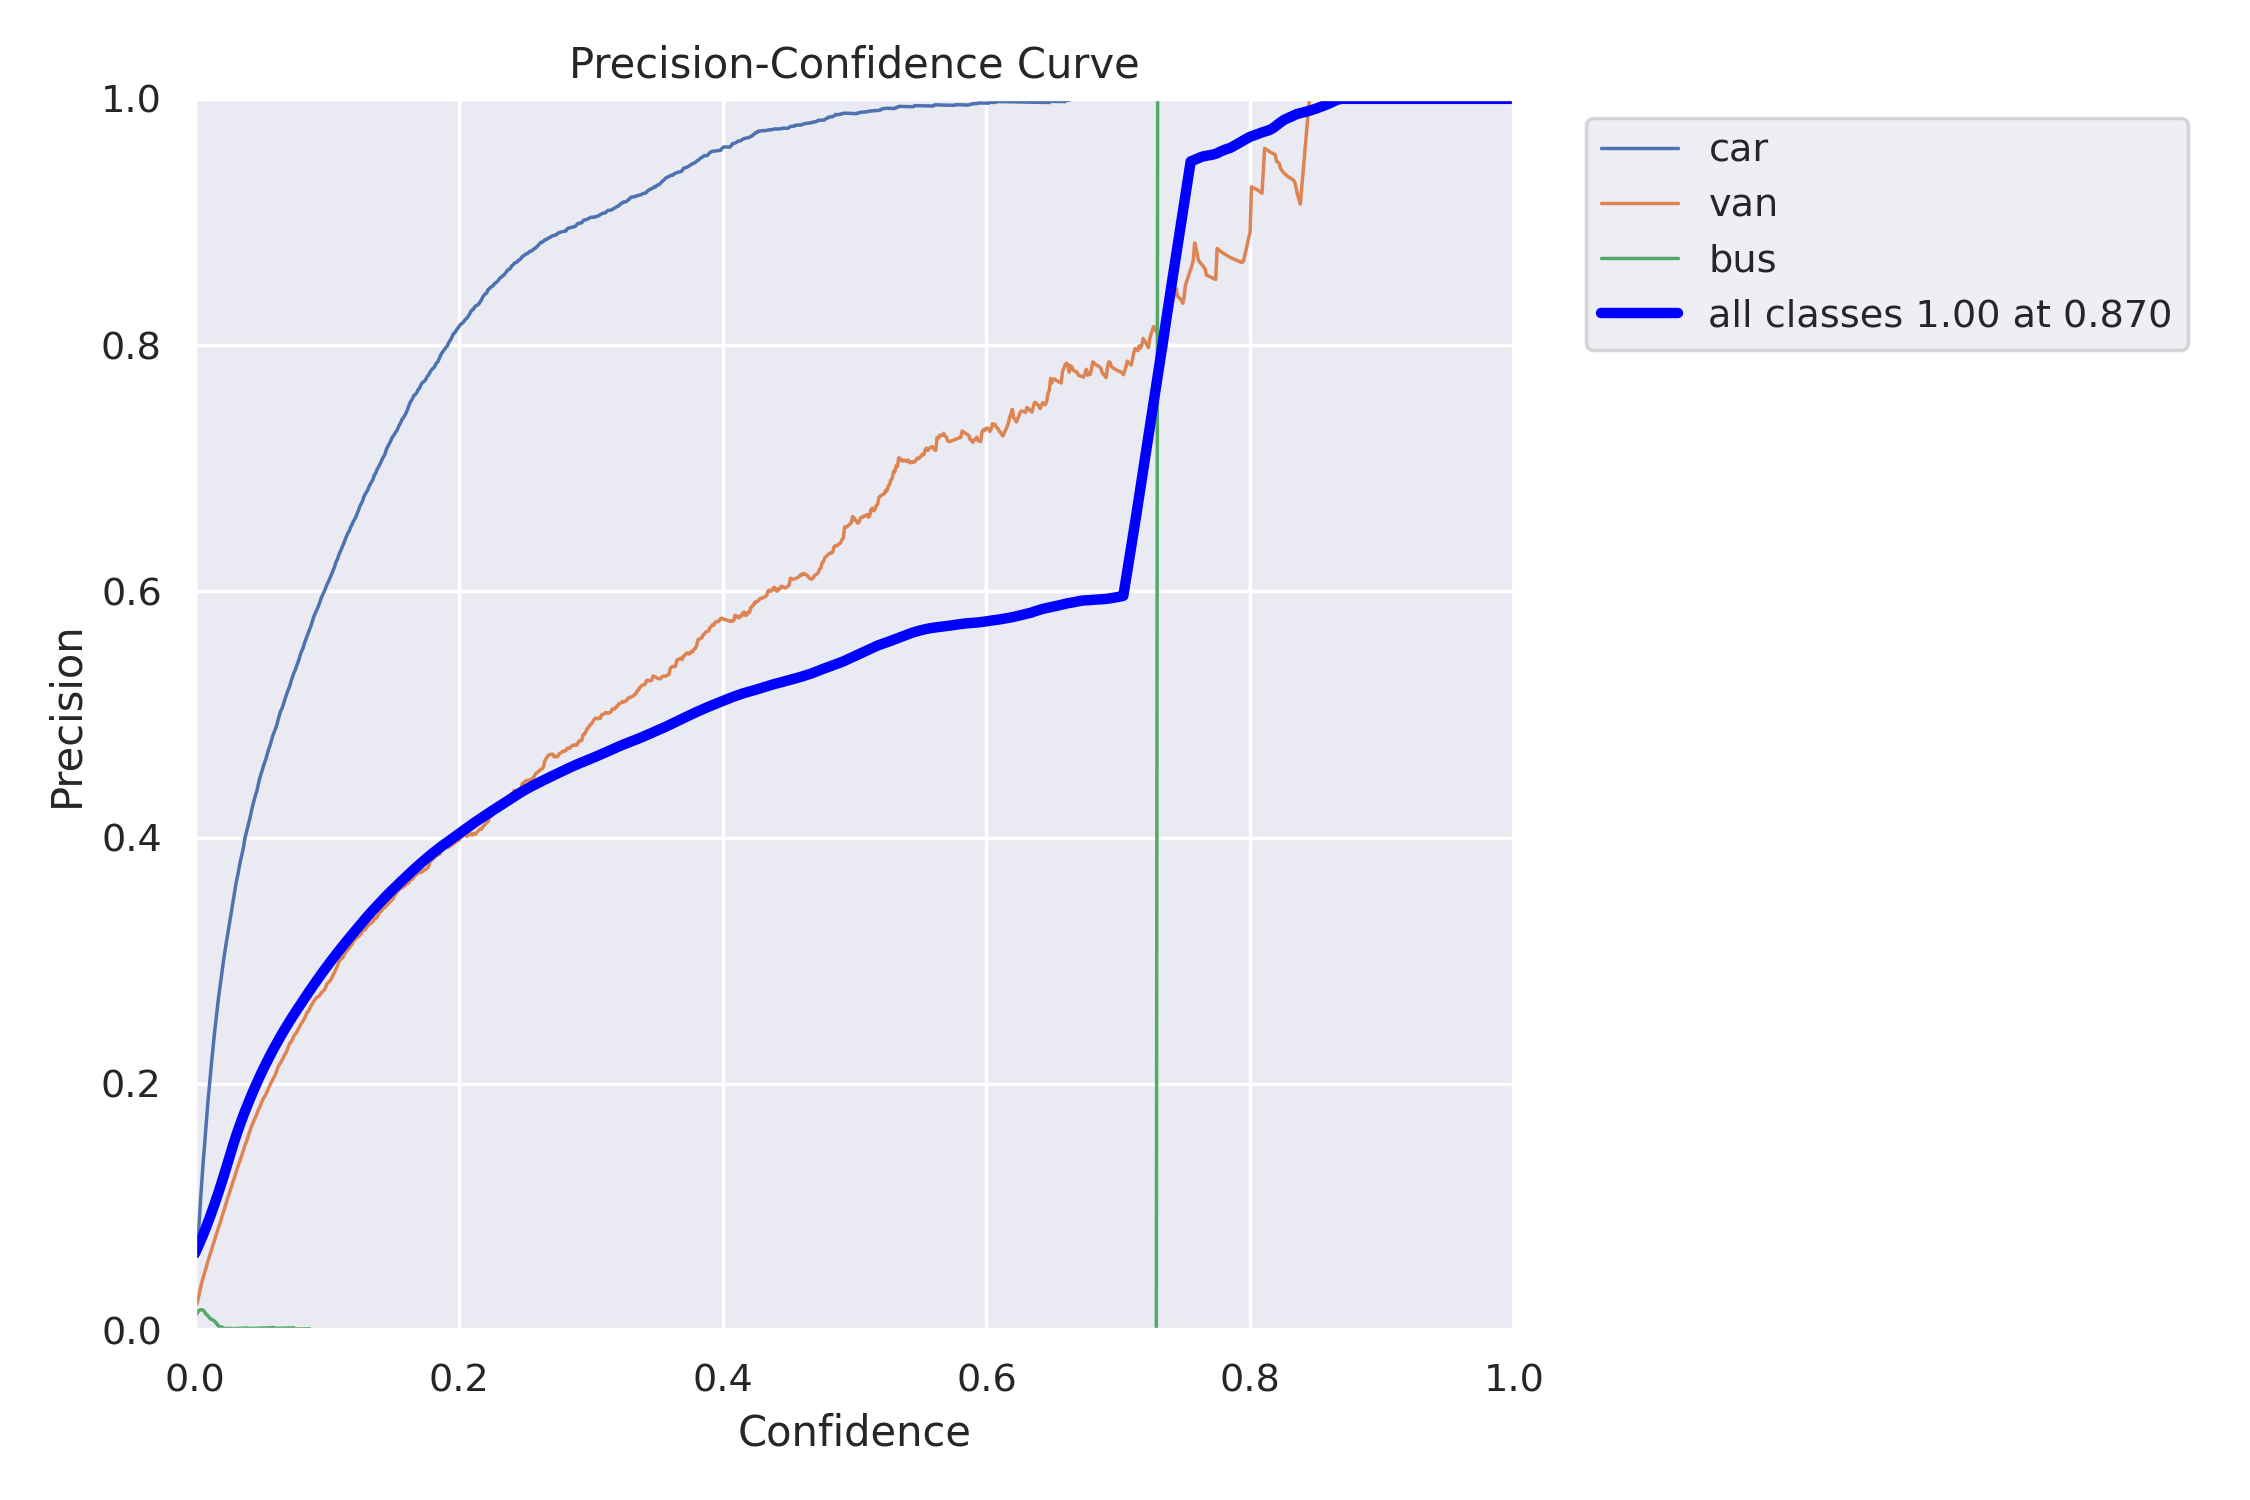 Precision-Confidence Curve
1.0
0.8
0.6
0.4
0.2
0.0
Precision
0.0 0.2 0.4 0.6 0.8 1.0
Confidence
car
van
bus
all classes 1.00 at 0.870